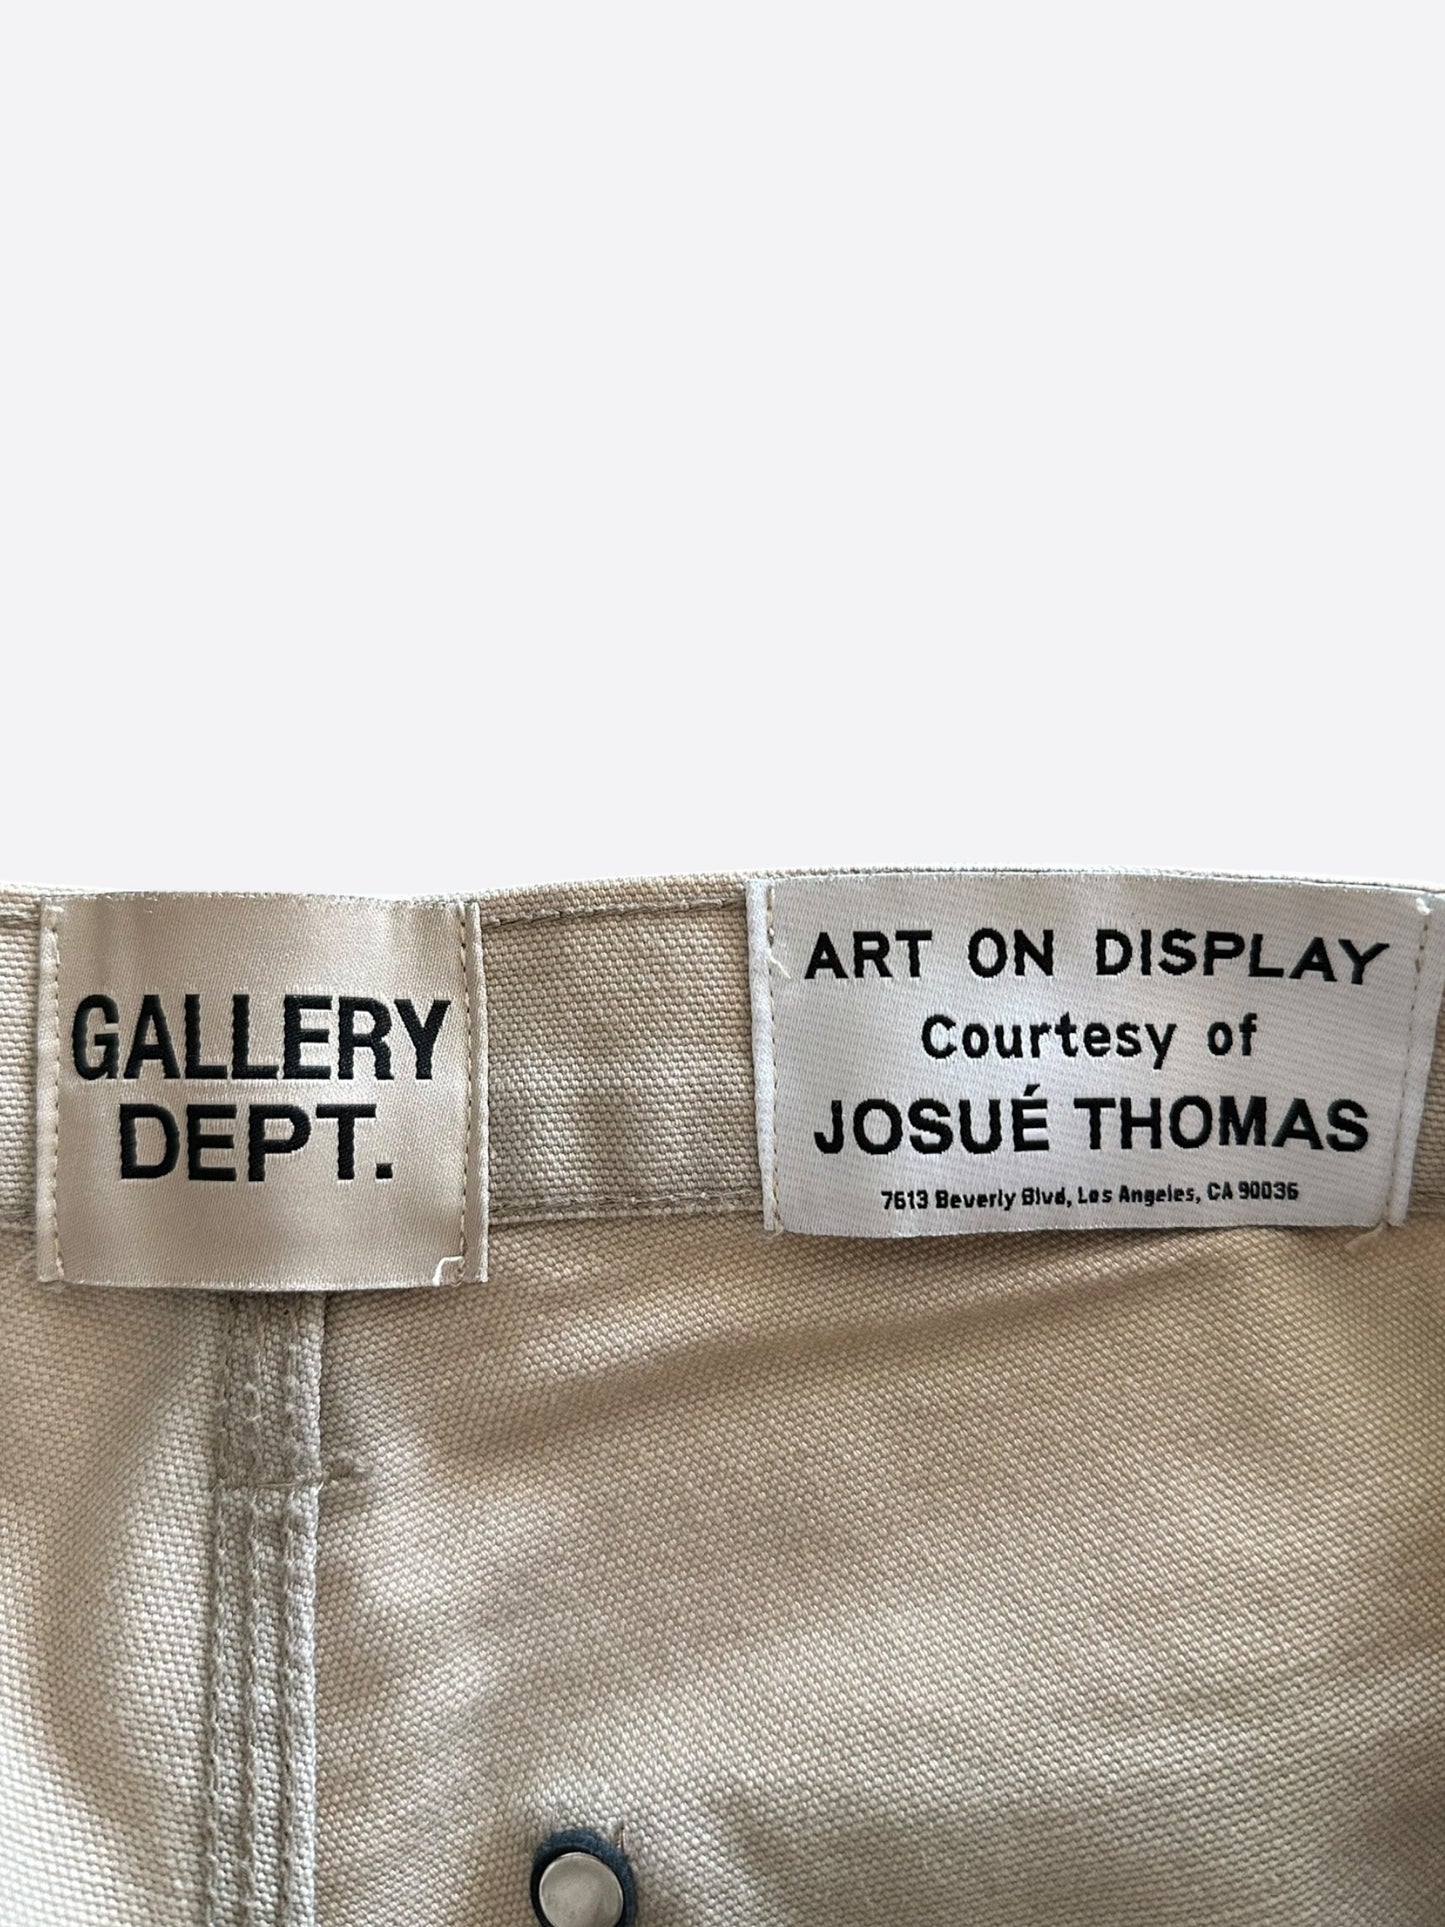 GALLERY
DEPT.
ART ON DISPLAY
Courtesy of
JOSUÉ THOMAS
7613 Beverly Blvd, Los Angeles, CA 90036